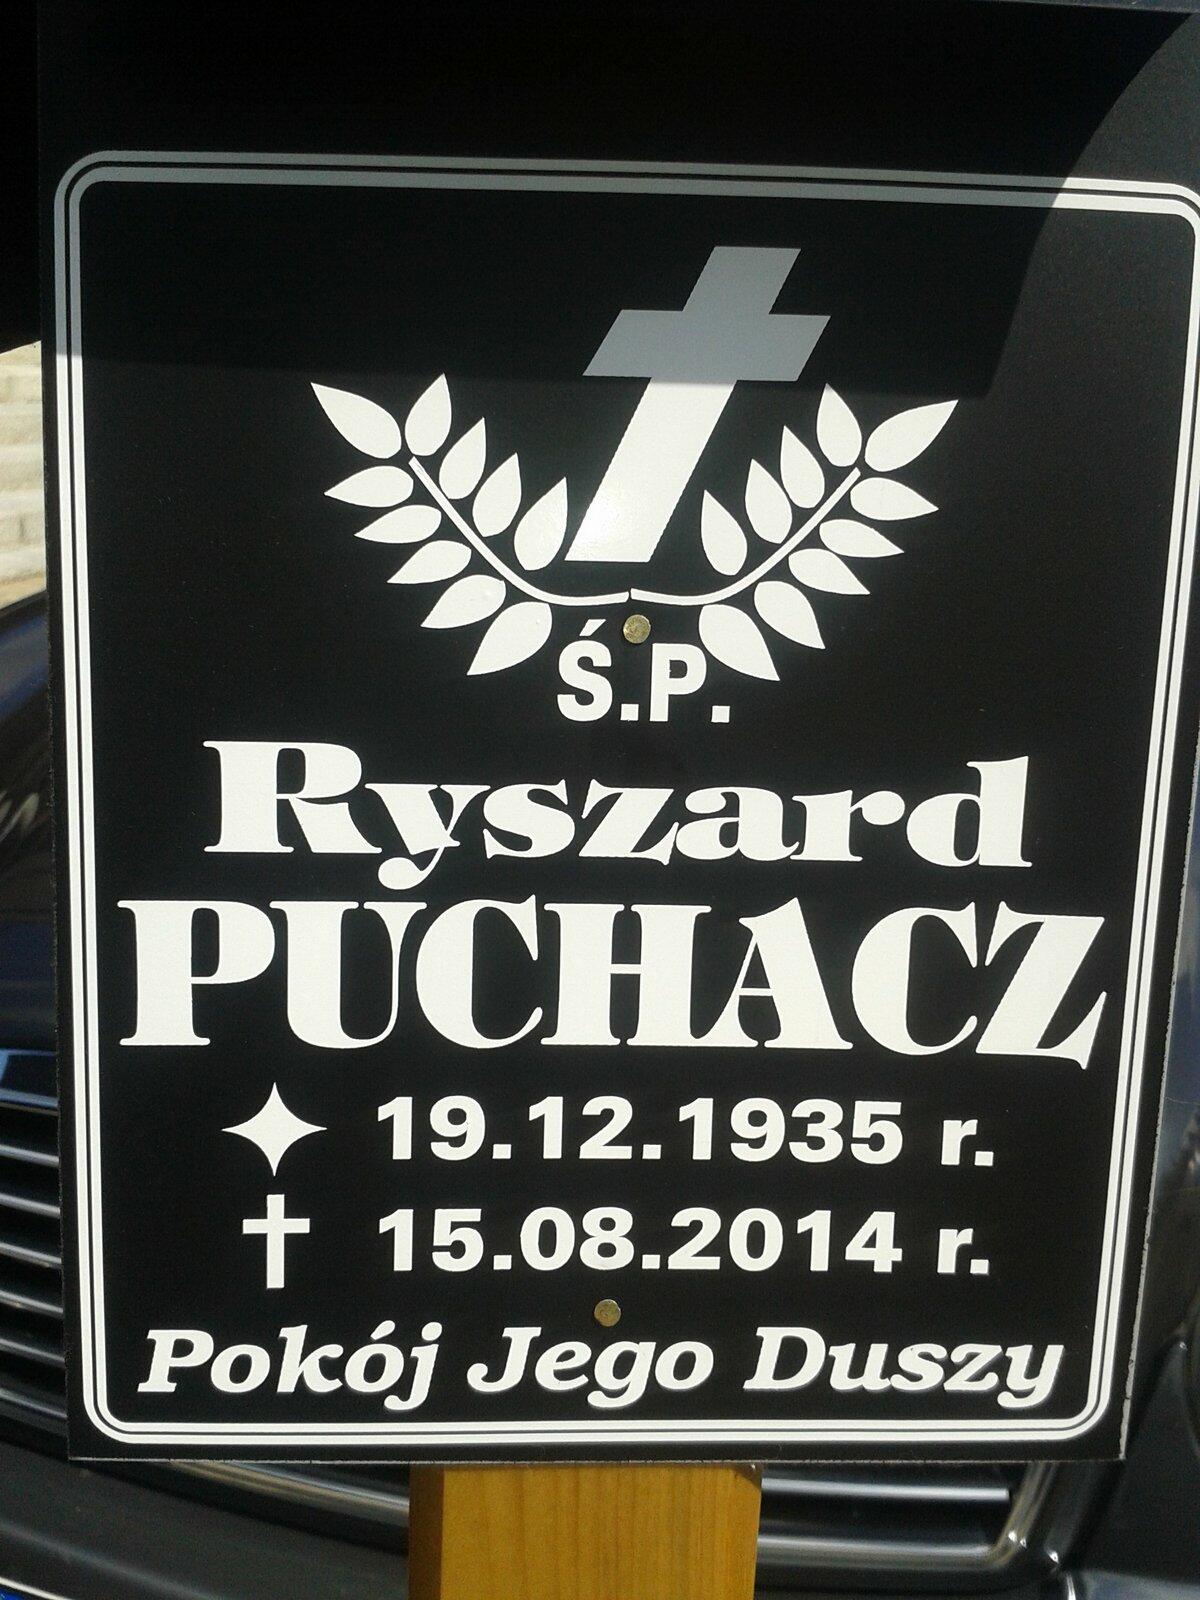 Ś.P.
Ryszard
PUCHACZ
19.12.1935 r.
15.08.2014 r.
Pokój Jego Duszy